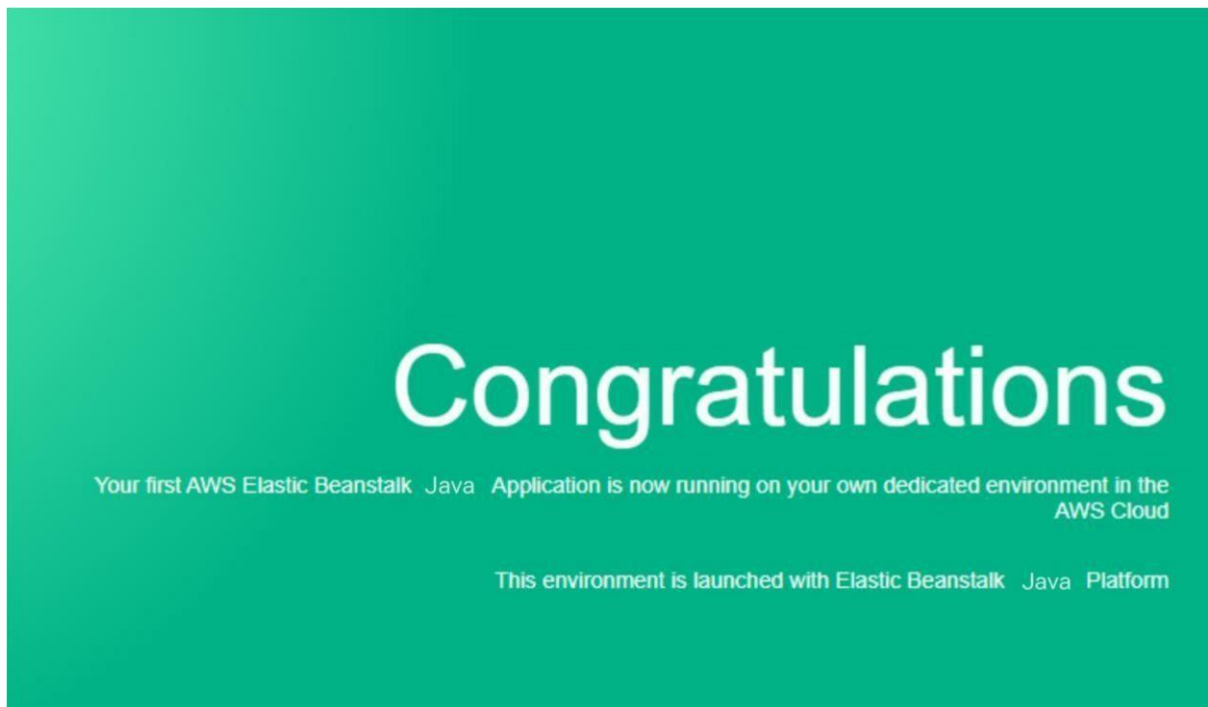 Congratulations
Your first AWS Elastic Beanstalk Java Application is now running on your own dedicated environment in the
AWS Cloud
This environment is launched with Elastic Beanstalk Java Platform